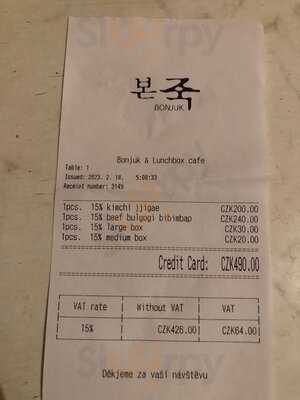 본죽
BONJUK
Bonjuk & Lunchbox cafe
Table: 1
Issued: 2023. 2. 18. 5:08:33
Receipt number: 3149
1pcs. 15% kimchi jjigae CZK200.00
1pcs. 15% beef bulgogi bibimbap CZK240.00
1pcs. 15% large box CZK30.00
1pcs. 15% medium box CZK20.00
Credit Card: CZK490.00
VAT rate Without VAT VAT
15% CZK426.00 CZK64.00
Děkjeme za vaší návštěvu